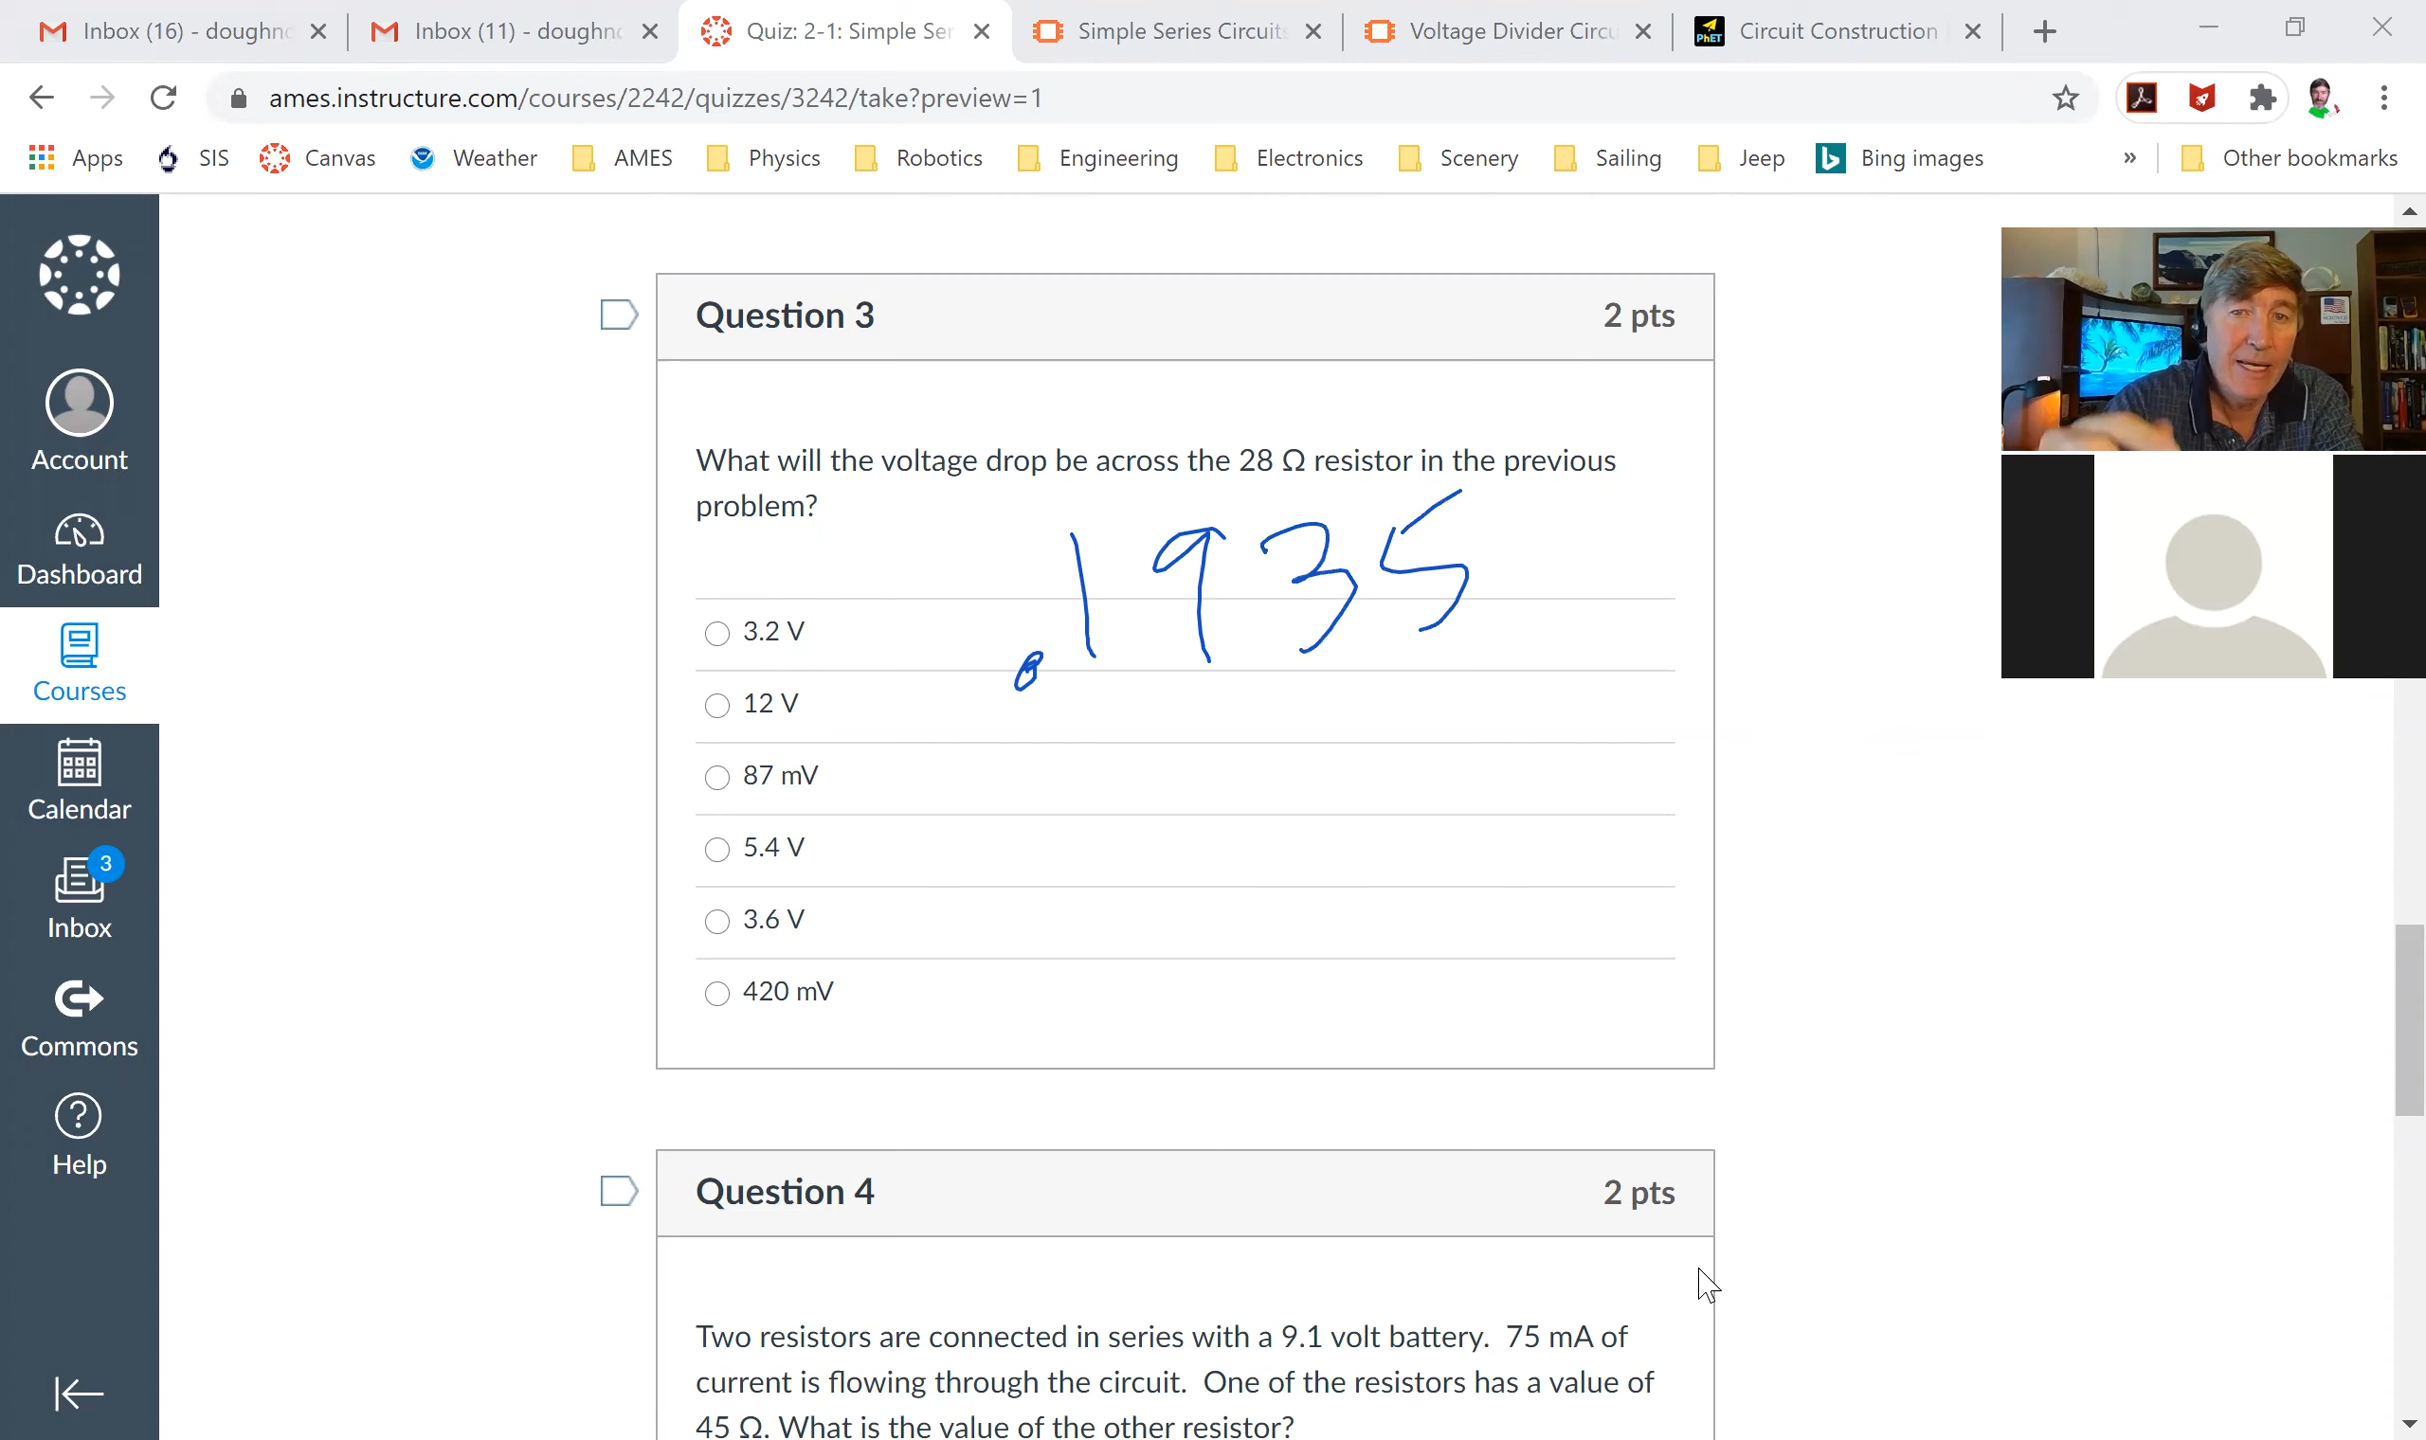 Inbox (16) - doughno
Inbox (11) - doughno
Quiz: 2-1: Simple Ser
Simple Series Circuits
Voltage Divider Circu
PhET
Circuit Construction
ames.instructure.com/courses/2242/quizzes/3242/take?preview=1
Apps
SIS
Canvas
Weather
AMES
Physics
Robotics
Engineering
Electronics
Scenery
Sailing
Jeep
Bing images
»
Other bookmarks
Account
Dashboard
Courses
Calendar
3
Inbox
Commons
Help
Question 3
2 pts
What will the voltage drop be across the 28 Ω resistor in the previous
problem?
.1935
3.2 V
12 V
87 mV
5.4 V
3.6 V
420 mV
Question 4
2 pts
Two resistors are connected in series with a 9.1 volt battery.  75 mA of
current is flowing through the circuit.  One of the resistors has a value of
45 Ω. What is the value of the other resistor?